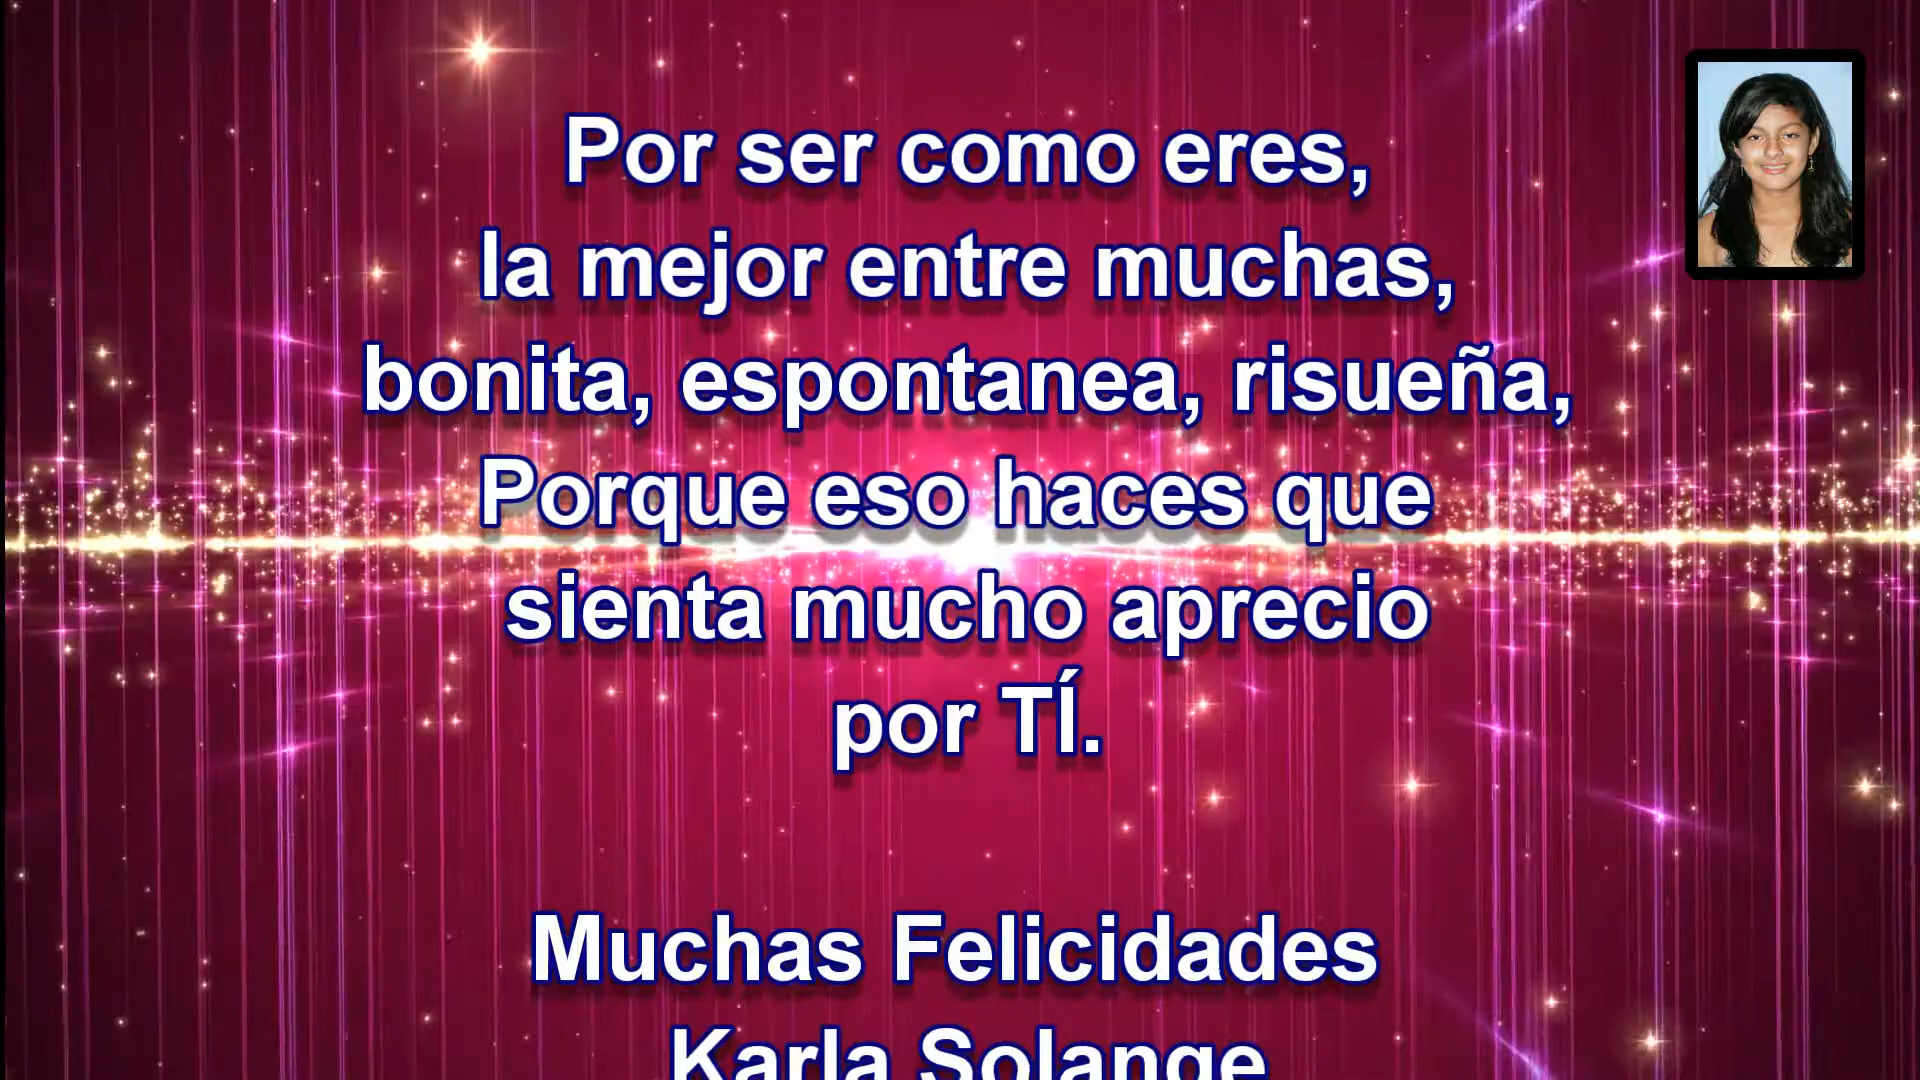 Por ser como eres,
la mejor entre muchas,
bonita, espontanea, risueña,
Porque eso haces que
sienta mucho aprecio
por TÍ.
Muchas Felicidades
Karla Solange